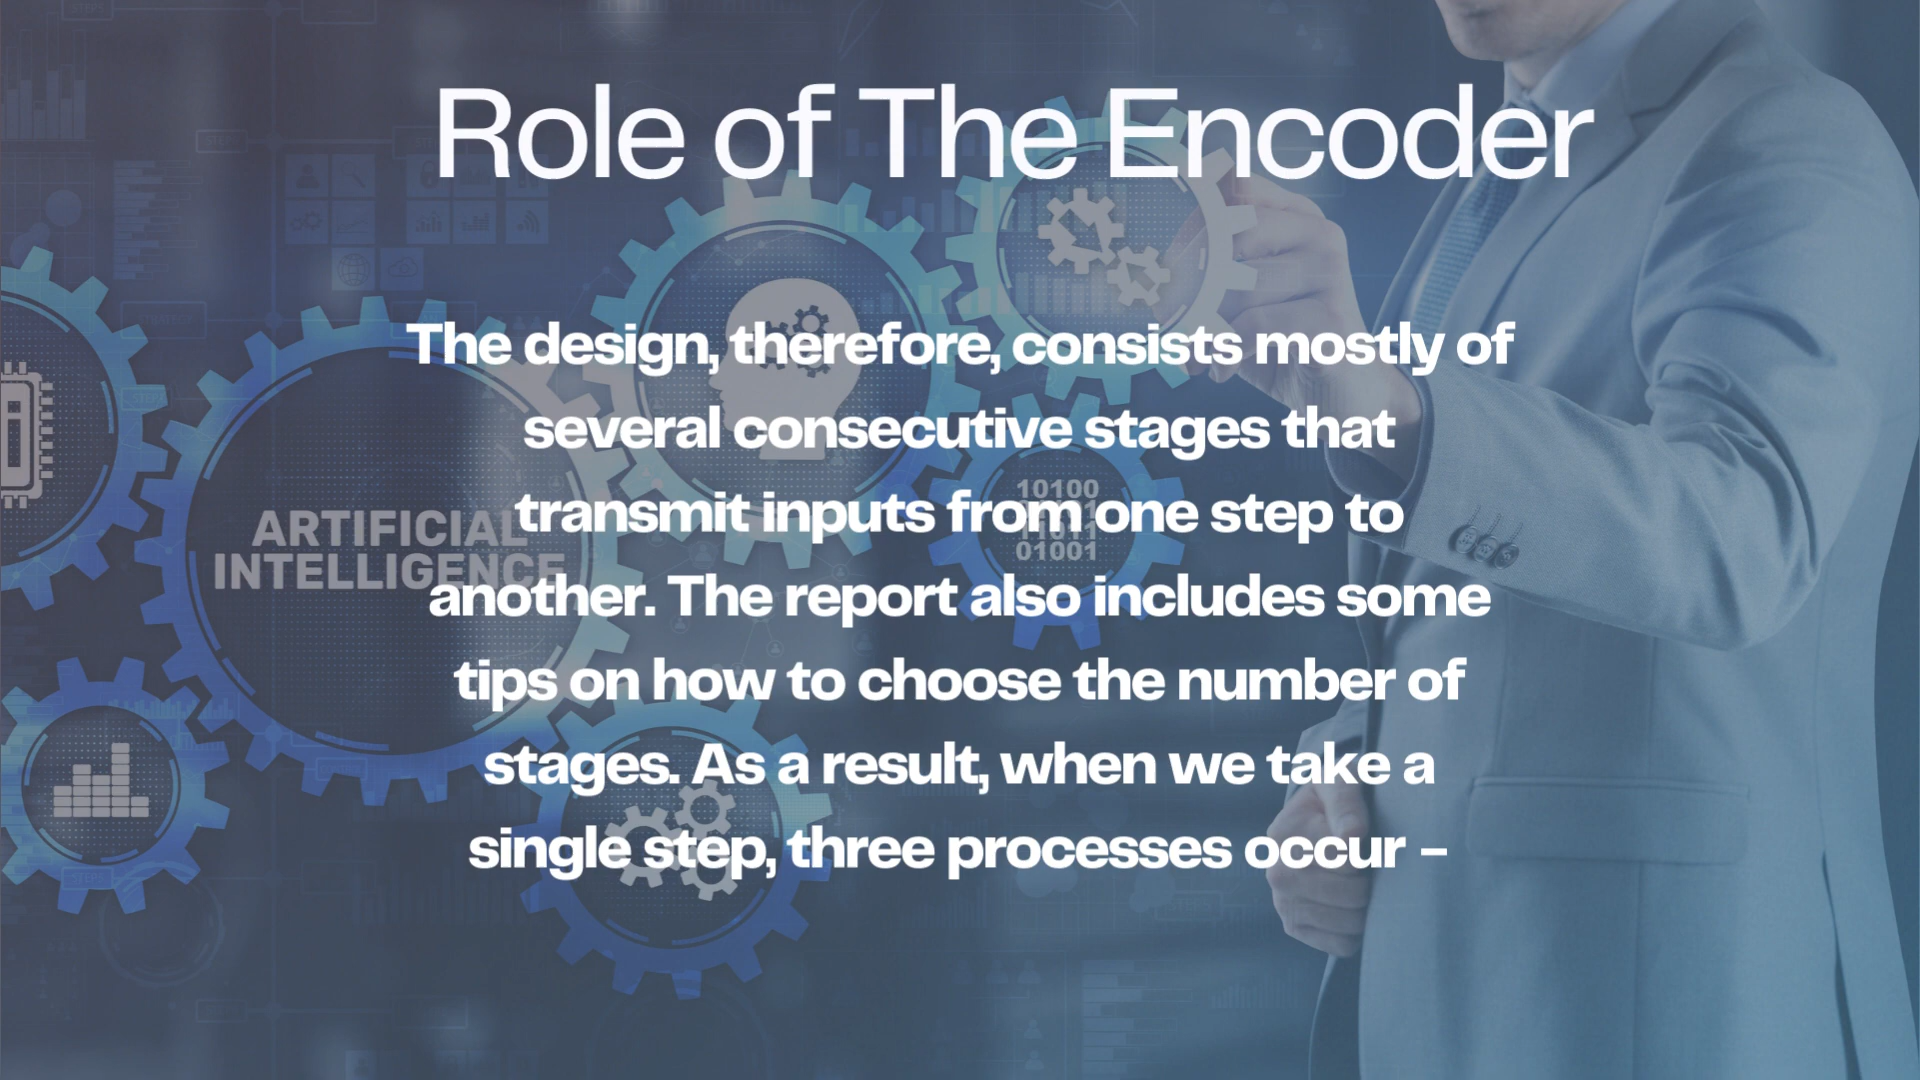 Role of The Encoder
The design, therefore, consists mostly of
several consecutive stages that
transmit inputs from one step to
another. The report also includes some
tips on how to choose the number of
stages. As a result, when we take a
single step, three processes occur –
ARTIFICIAL
INTELLIGENCE
10100
11011
01001